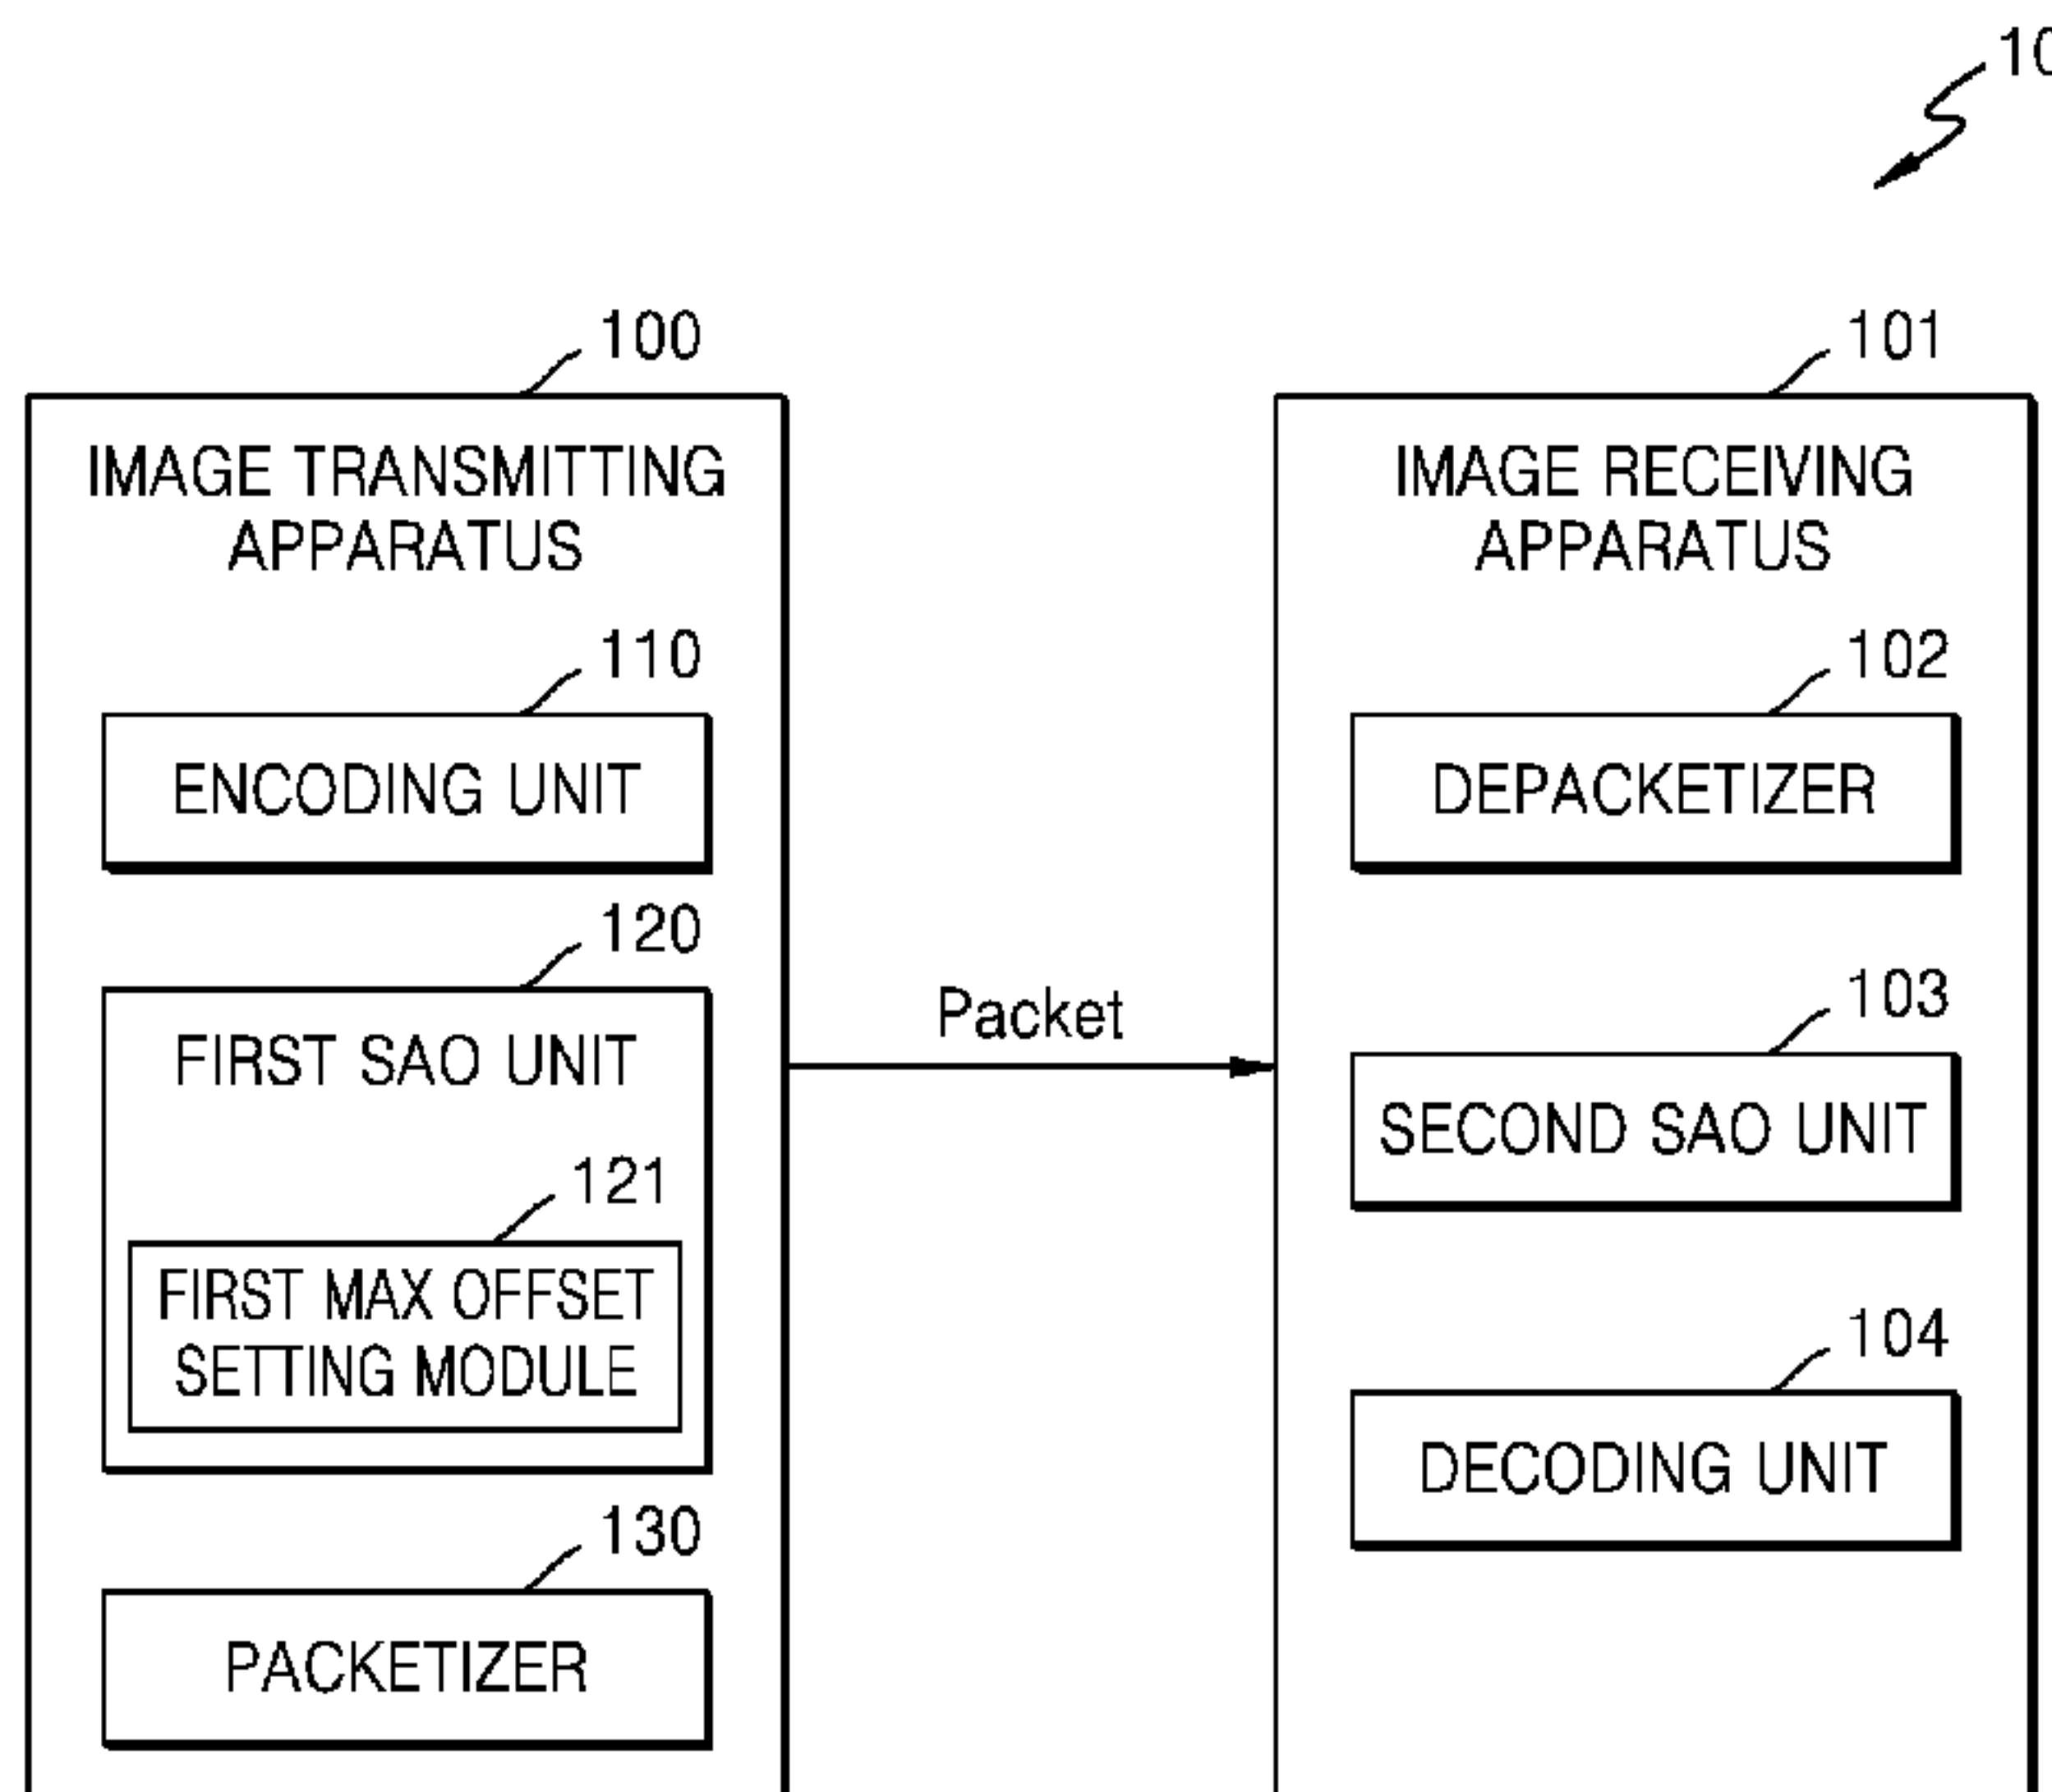 10
100
IMAGE TRANSMITTING
APPARATUS
110
ENCODING UNIT
120
FIRST SAO UNIT
121
FIRST MAX OFFSET
SETTING MODULE
130
PACKETIZER
Packet
101
IMAGE RECEIVING
APPARATUS
102
DEPACKETIZER
103
SECOND SAO UNIT
104
DECODING UNIT